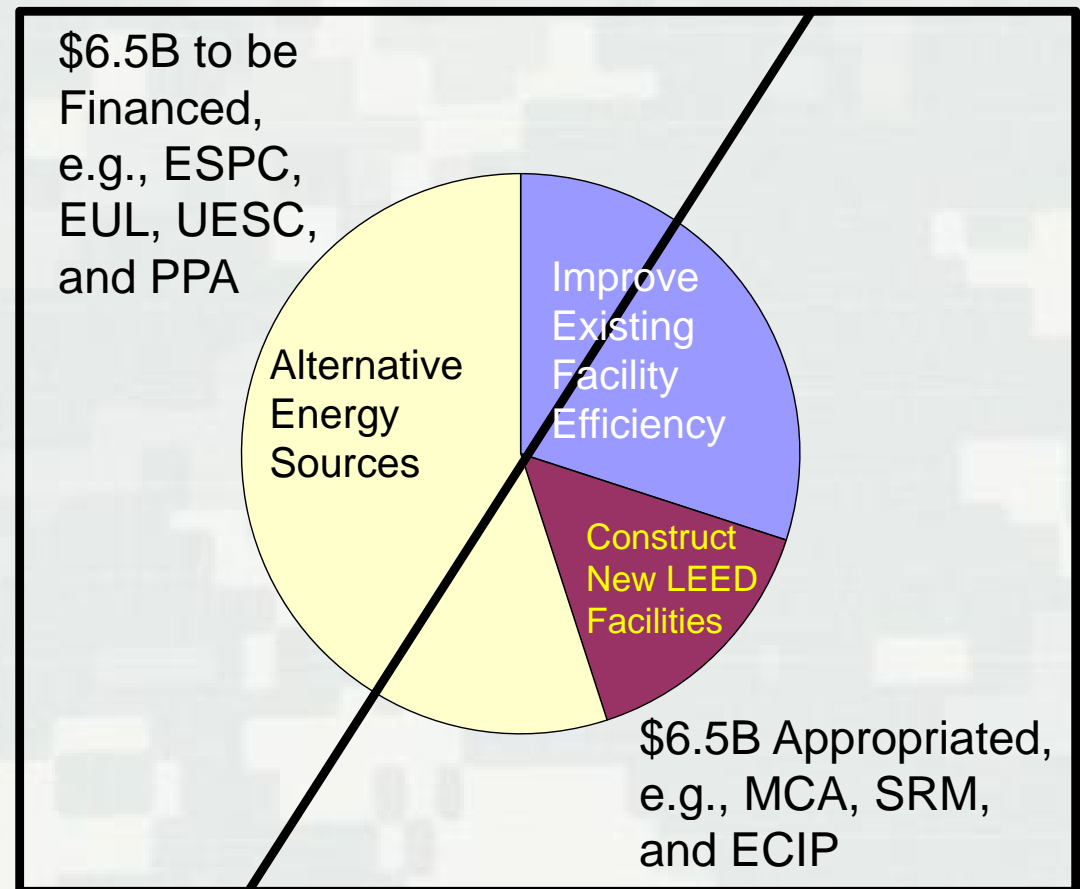 $6.5B to be
Financed,
e.g., ESPC,
EUL, UESC,
and PPA
Improve
Existing
Facility
Efficiency
Alternative
Energy
Sources
Construct
New LEED
Facilities
$6.5B Appropriated,
e.g., MCA, SRM,
and ECIP